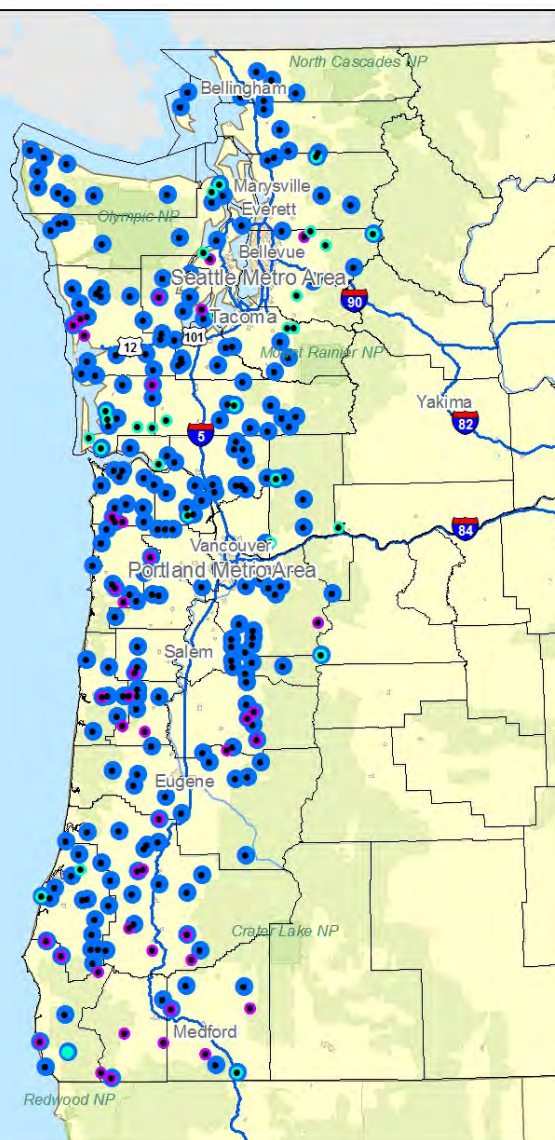 North Cascades NP
Bellingham
Marysville
Everett
Olympic NP
Bellevue
Seattle Metro Area
90
Tacoma
101
12
Mount Rainier NP
Yakima
82
5
84
Vancouver
Portland Metro Area
Salem
Eugene
Crater Lake NP
Medford
Redwood NP